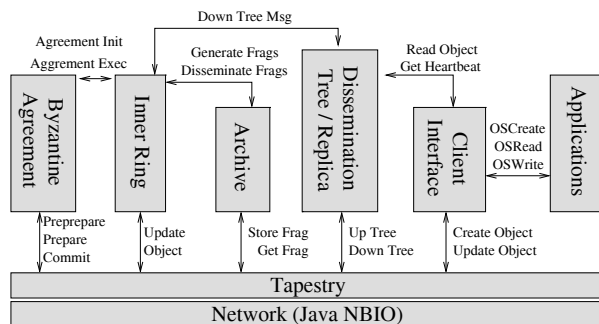 Down Tree Msg
Agreement Init
Aggrement Exec
Generate Frags
Disseminate Frags
Read Object
Get Heartbeat
Byzantine
Agreement
Inner Ring
Archive
Dissemination
Tree / Replica
Client
Interface
Applications
OSCreate
OSRead
OSWrite
Preprepare
Prepare
Commit
Update
Object
Store Frag
Get Frag
Up Tree
Down Tree
Create Object
Update Object
Tapestry
Network (Java NBIO)